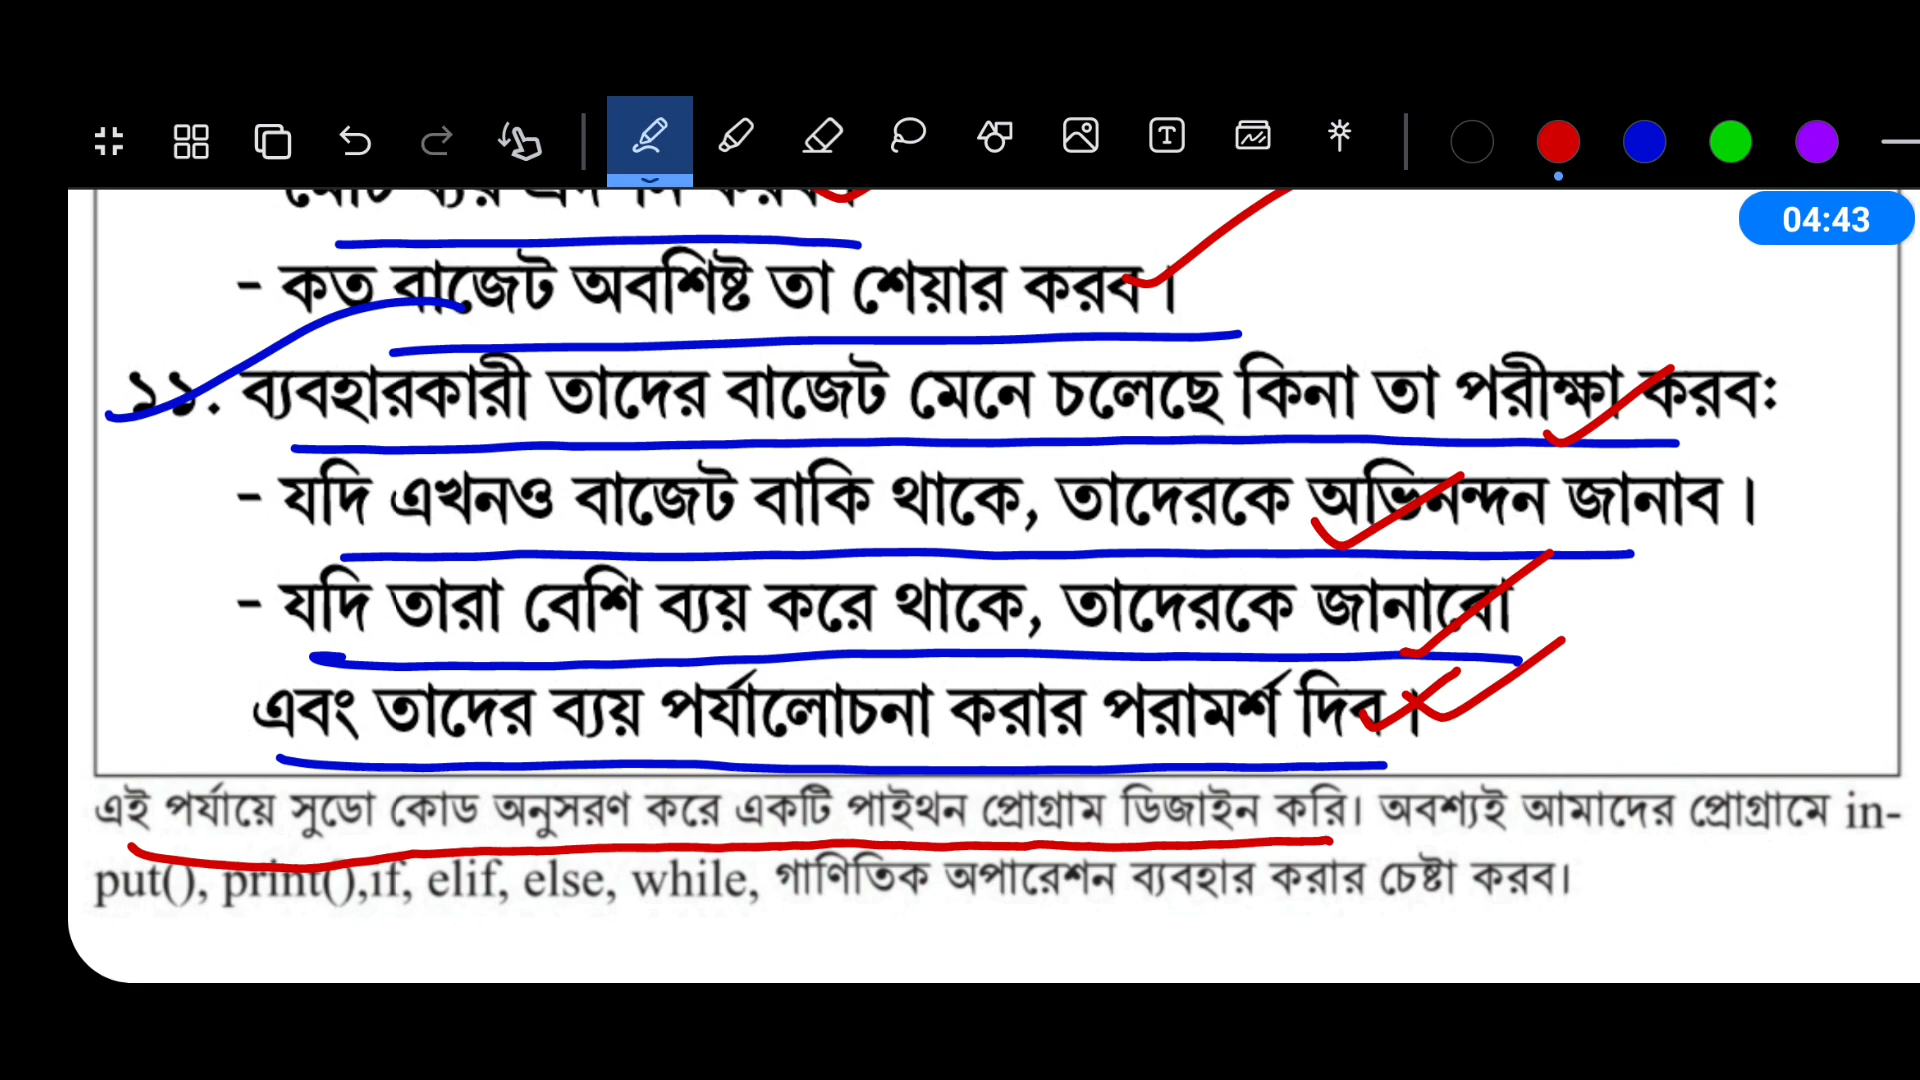 04:43
- কত বাজেট অবশিষ্ট তা শেয়ার করব।
১১. ব্যবহারকারী তাদের বাজেট মেনে চলেছে কিনা তা পরীক্ষা করব:
- যদি এখনও বাজেট বাকি থাকে, তাদেরকে অভিনন্দন জানাব।
- যদি তারা বেশি ব্যয় করে থাকে, তাদেরকে জানাবো
এবং তাদের ব্যয় পর্যালোচনা করার পরামর্শ দিব।
এই পর্যায়ে সুডো কোড অনুসরণ করে একটি পাইথন প্রোগ্রাম ডিজাইন করি। অবশ্যই আমাদের প্রোগ্রামে in-
put(), print(),if, elif, else, while, গাণিতিক অপারেশন ব্যবহার করার চেষ্টা করব।